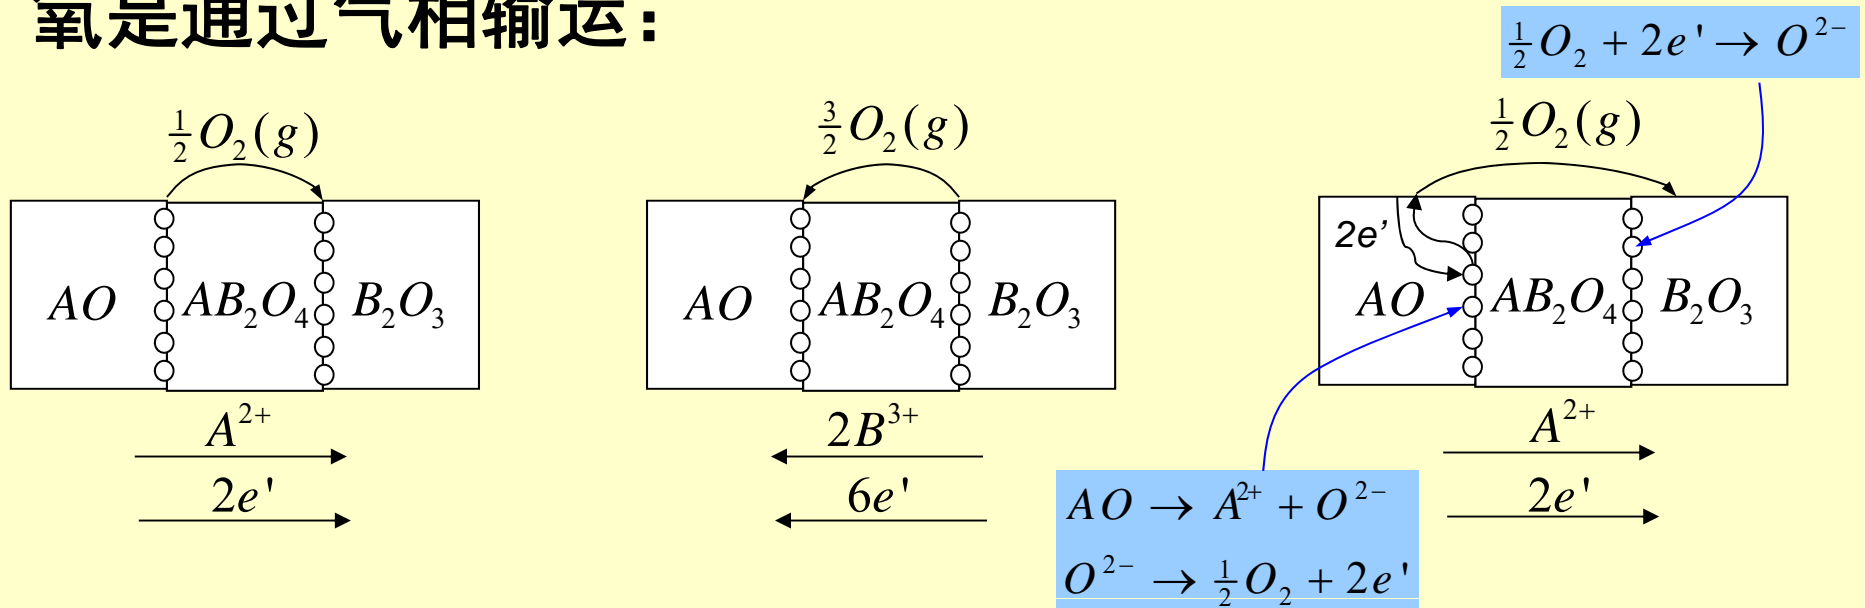 氧是通过气相输运：
½O₂ + 2e' → O²⁻
½O₂(g)
AO AB₂O₄ B₂O₃
A²⁺
2e'
3/2 O₂(g)
AO AB₂O₄ B₂O₃
2B³⁺
6e'
½O₂(g)
2e’
AO AB₂O₄ B₂O₃
A²⁺
2e'
AO → A²⁺ + O²⁻
O²⁻ → ½O₂ + 2e'